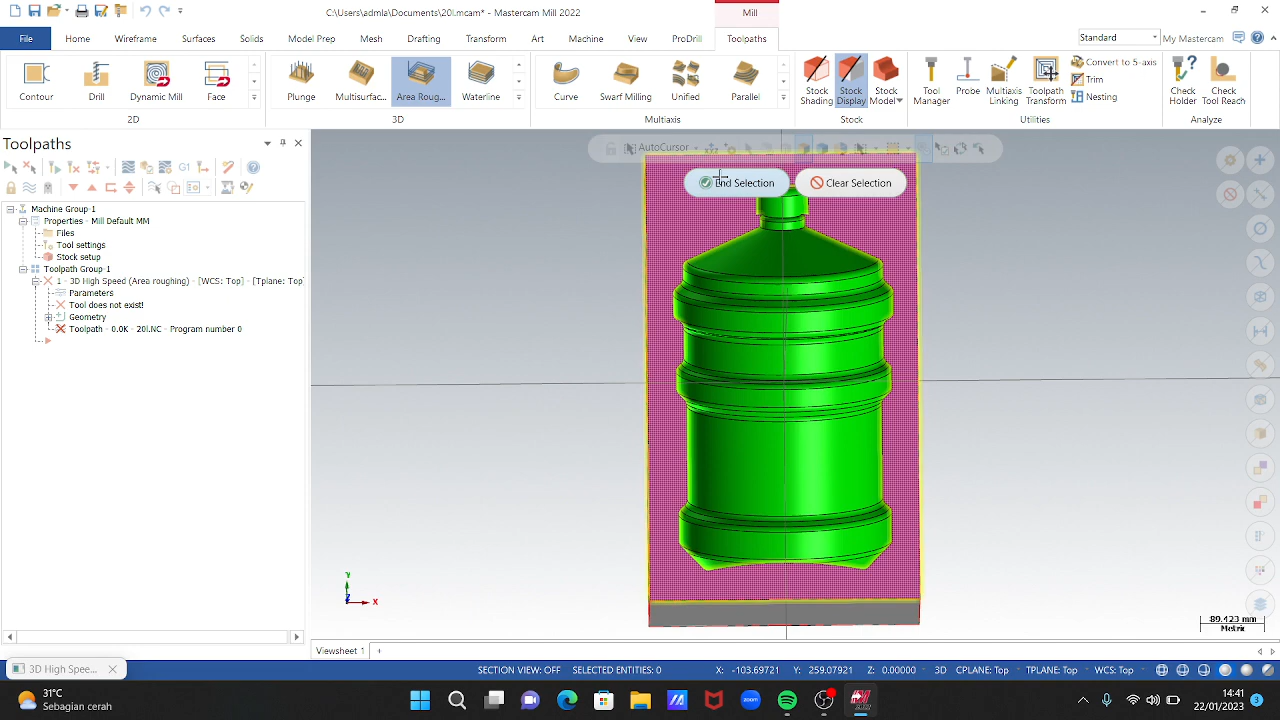 C:\Users\admla\Documents\20l.mcam* - Mastercam Mill 2022
Mill
File Home Wireframe Surfaces Solids Model Prep Mesh Drafting Transform Art Machine View ProDrill Toolpaths
Standard
My Mastercam
Contour Drill Dynamic Mill Face
Plunge Area Roug... Waterline
Curve Swarf Milling Unified Parallel
Stock Shading
Stock Display
Stock Model
Tool Manager
Probe
Multiaxis Linking
Toolpath Transform
Convert to 5-axis
Trim
Nesting
Check Holder
Check Tool Reach
2D 3D Multiaxis Stock Utilities Analyze
Toolpaths
AutoCursor
G1
End Selection
Clear Selection
Machine Group-1
Properties - Mill Default MM
Files
Tool settings
Stock setup
Toolpath Group-1
1 - 3D High Speed (Area roughing) - [WCS: Top] - [Tplane: Top]
Parameters
Tool does not exist!
Geometry
Toolpath - 0.0K - 20l.NC - Program number 0
Y
X
89.423 mm
Metric
Viewsheet 1 +
3D High Spee...
SECTION VIEW: OFF SELECTED ENTITIES: 0 X: -103.69721 Y: 259.07921 Z: 0.00000 3D CPLANE: Top TPLANE: Top WCS: Top
31°C
Sebagian cerah
zoom
2022
5:41
22/01/2023
3